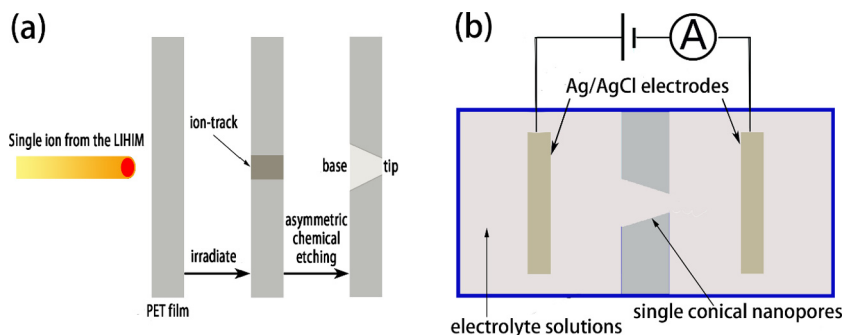 (a)
Single ion from the LIHIM
ion-track
base
tip
irradiate
asymmetric
chemical
etching
PET film
(b)
A
Ag/AgCl electrodes
electrolyte solutions
single conical nanopores